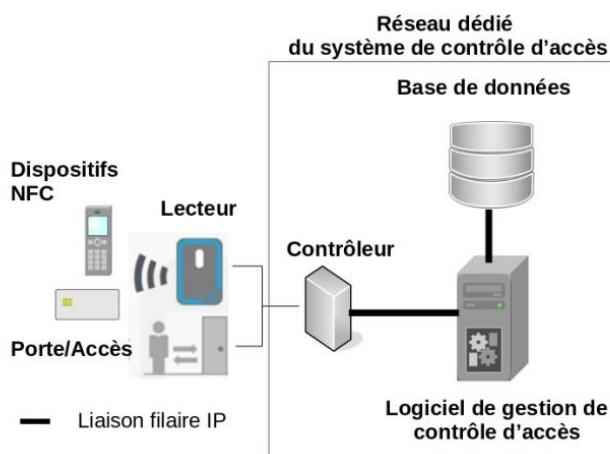 Réseau dédié
du système de contrôle d'accès
Base de données
Dispositifs
NFC
Lecteur
Contrôleur
Porte/Accès
Liaison filaire IP
Logiciel de gestion de
contrôle d'accès